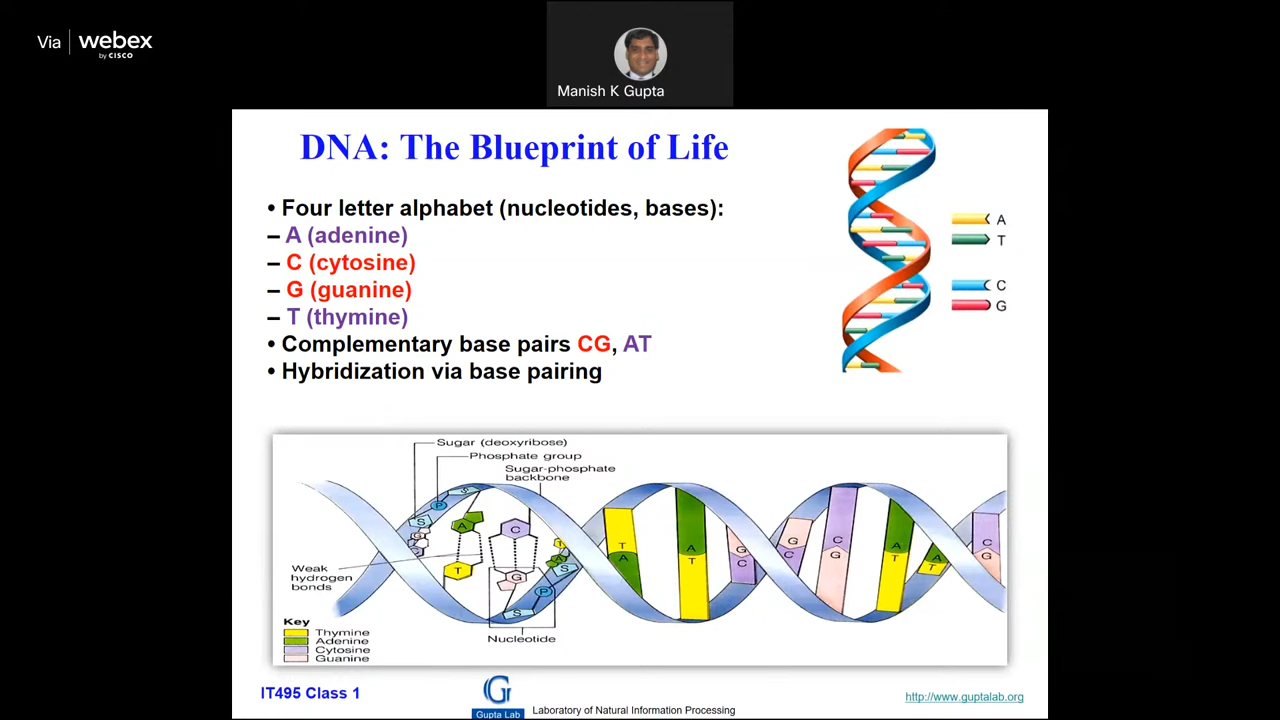 Via webex
by CISCO
Manish K Gupta
DNA: The Blueprint of Life
• Four letter alphabet (nucleotides, bases):
– A (adenine)
– C (cytosine)
– G (guanine)
– T (thymine)
• Complementary base pairs CG, AT
• Hybridization via base pairing
A
T
C
G
Sugar (deoxyribose)
Phosphate group
Sugar-phosphate
backbone
S
P
S
G
C
A
C
T
G
T
A
S
P
S
T
A
A
T
G
C
G
C
C
G
A
T
A
T
C
G
Weak
hydrogen
bonds
Nucleotide
Key
Thymine
Adenine
Cytosine
Guanine
IT495 Class 1
G
Gupta Lab
Laboratory of Natural Information Processing
http://www.guptalab.org